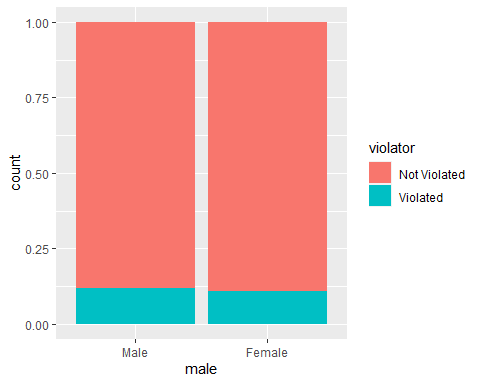 1.00
0.75
0.50
0.25
0.00
count
Male Female
male
violator
Not Violated
Violated